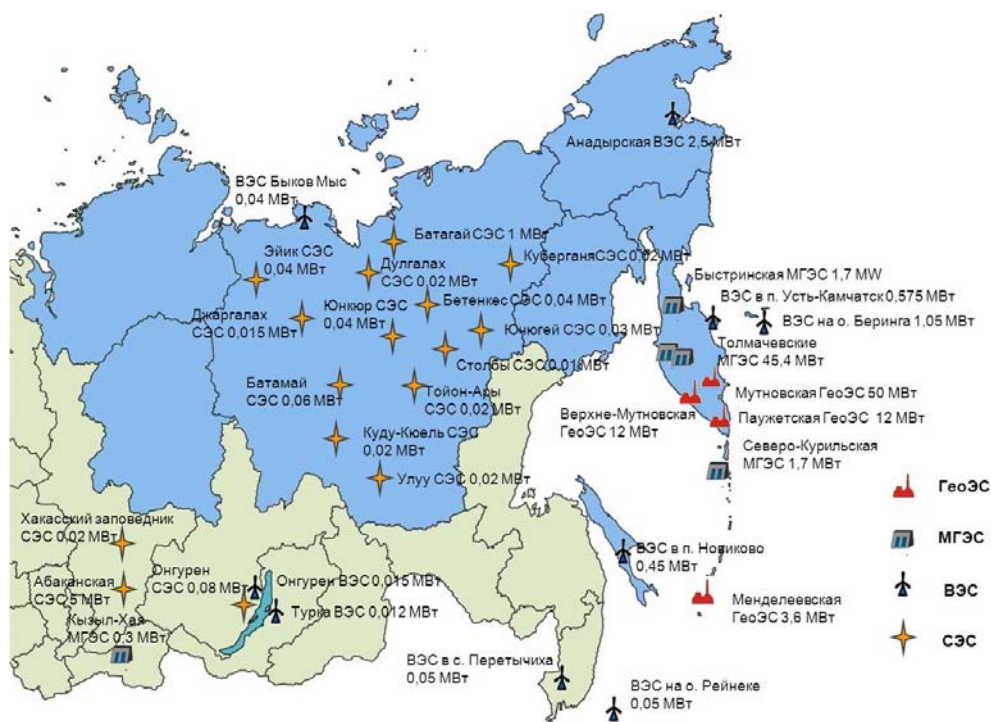 Анадырская ВЭС 2,5 МВт
ВЭС Быков Мыс
0,04 МВт
Батагай СЭС 1 МВт
Эйик СЭС
0,04 МВт
Дулгалах
СЭС 0,02 МВт
Куберганя СЭС 0,02 МВт
Быстринская МГЭС 1,7 MW
ВЭС в п. Усть-Камчатск 0,575 МВт
ВЭС на о. Беринга 1,05 МВт
Джаргалах
СЭС 0,015 МВт
Юнкюр СЭС
0,04 МВт
Бетенкес СЭС 0,04 МВт
Юнюгей СЭС 0,03 МВт
Столбы СЭС 0,01 МВт
Толмачевские
МГЭС 45,4 МВт
Батамай
СЭС 0,06 МВт
Тойон-Ары
СЭС 0,02 МВт
Мутновская ГеоЭС 50 МВт
Верхне-Мутновская
ГеоЭС 12 МВт
Паужетская ГеоЭС 12 МВт
Куду-Кюель СЭС
0,02 МВт
Северо-Курильская
МГЭС 1,7 МВт
Улуу СЭС 0,02 МВт
Хакасский заповедник
СЭС 0,02 МВт
Абаканская
СЭС 5 МВт
Онгурен
СЭС 0,08 МВт
Онгурен ВЭС 0,015 МВт
Турка ВЭС 0,012 МВт
Кызыл-Хая
МГЭС 0,3 МВт
ВЭС в п. Новиково
0,45 МВт
Менделеевская
ГеоЭС 3,6 МВт
ВЭС в с. Перетычиха
0,05 МВт
ВЭС на о. Рейнеке
0,05 МВт
ГеоЭС
МГЭС
ВЭС
СЭС